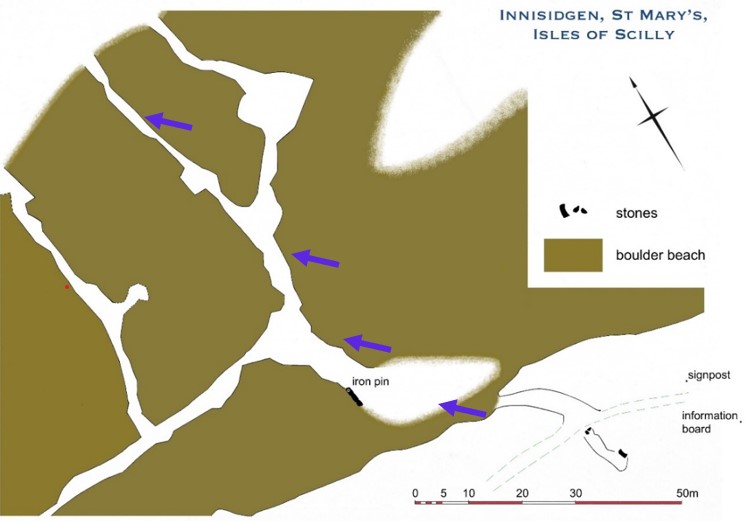 INNISIDGEN, ST MARY'S,
ISLES OF SCILLY
stones
boulder beach
iron pin
signpost
information
board
0 5 10 20 30 50m